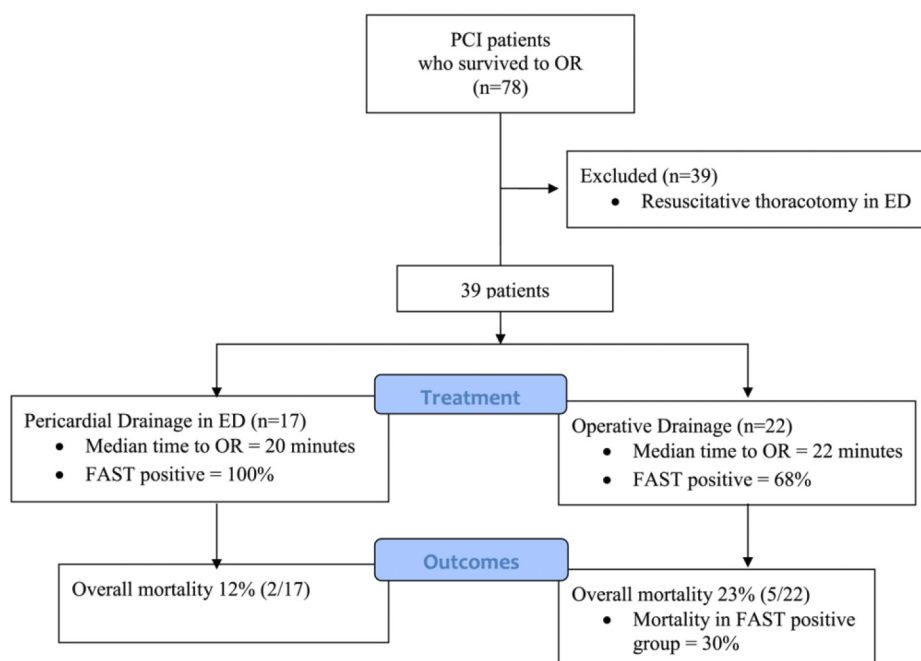 PCI patients
who survived to OR
(n=78)
Excluded (n=39)
• Resuscitative thoracotomy in ED
39 patients
Treatment
Pericardial Drainage in ED (n=17)
• Median time to OR = 20 minutes
• FAST positive = 100%
Operative Drainage (n=22)
• Median time to OR = 22 minutes
• FAST positive = 68%
Outcomes
Overall mortality 12% (2/17)
Overall mortality 23% (5/22)
• Mortality in FAST positive
group = 30%